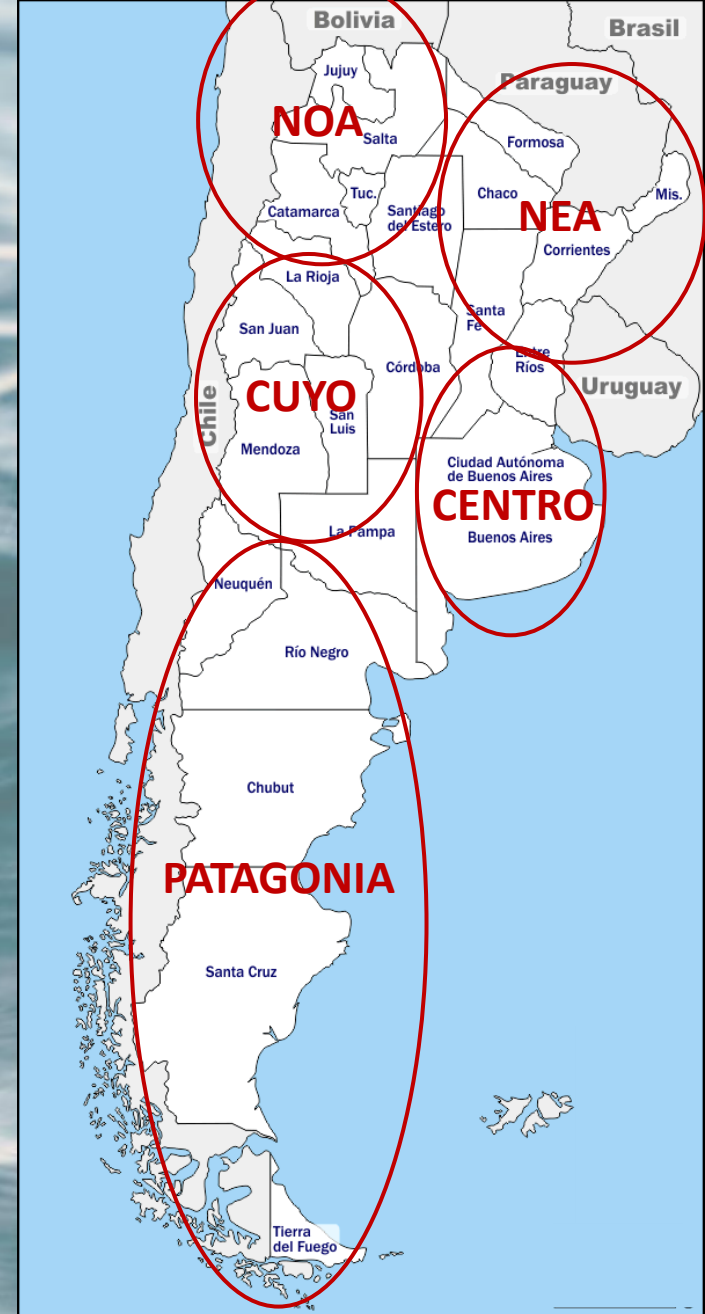 Bolivia
Brasil
Jujuy
Paraguay
NOA
Salta
Formosa
Tuc.
Chaco
Mis.
Catamarca
Santiago
del Estero
NEA
Corrientes
La Rioja
Santa
Fe
San Juan
Entre
Ríos
Córdoba
Uruguay
CUYO
San
Luis
Chile
Mendoza
Ciudad Autónoma
de Buenos Aires
CENTRO
La Pampa
Buenos Aires
Neuquén
Río Negro
Chubut
PATAGONIA
Santa Cruz
Tierra
del Fuego